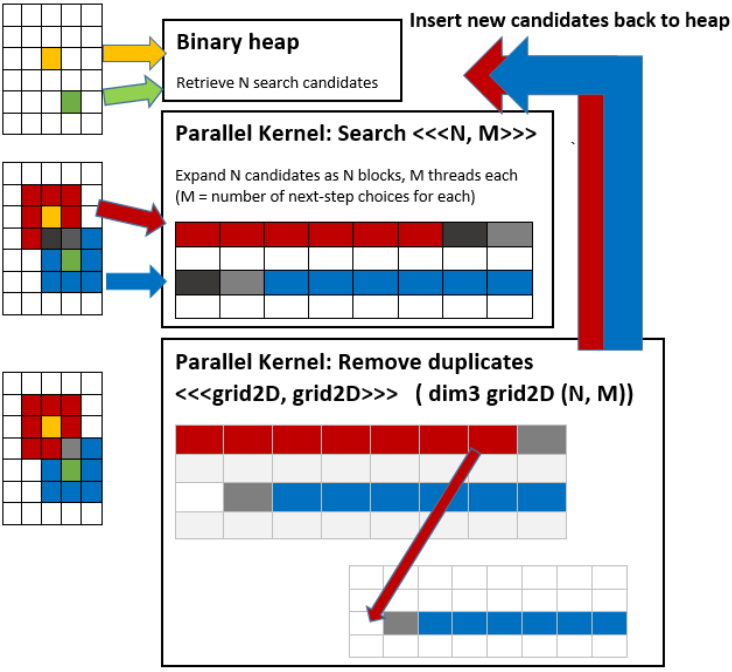 Insert new candidates back to heap
Binary heap
Retrieve N search candidates
Parallel Kernel: Search <<<N, M>>>
Expand N candidates as N blocks, M threads each
(M = number of next-step choices for each)
`
Parallel Kernel: Remove duplicates
<<<grid2D, grid2D>>> ( dim3 grid2D (N, M))